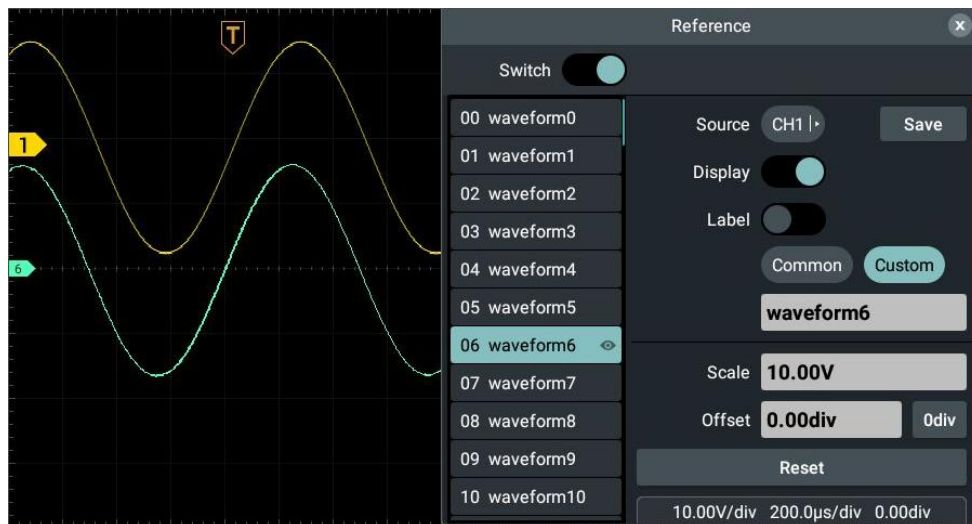 T
Reference
x
Switch
00 waveform0
01 waveform1
02 waveform2
03 waveform3
04 waveform4
05 waveform5
06 waveform6
07 waveform7
08 waveform8
09 waveform9
10 waveform10
Source CH1 Save
Display
Label
Common Custom
waveform6
Scale 10.00V
Offset 0.00div 0div
Reset
10.00V/div 200.0µs/div 0.00div
1
6